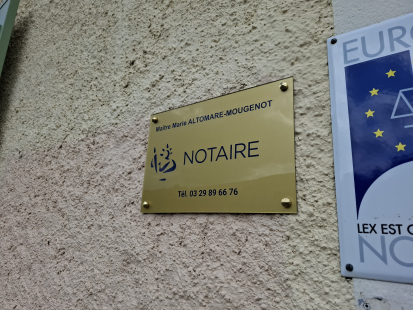 Maître Marie ALTOMARE-MOUGENOT
NOTAIRE
Tél. 03 29 89 66 76
EURO
LEX EST
NO